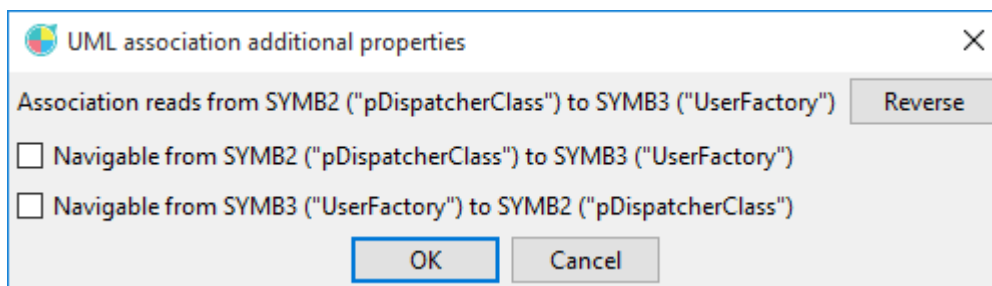 UML association additional properties
Association reads from SYMB2 ("pDispatcherClass") to SYMB3 ("UserFactory") Reverse
Navigable from SYMB2 ("pDispatcherClass") to SYMB3 ("UserFactory")
Navigable from SYMB3 ("UserFactory") to SYMB2 ("pDispatcherClass")
OK Cancel